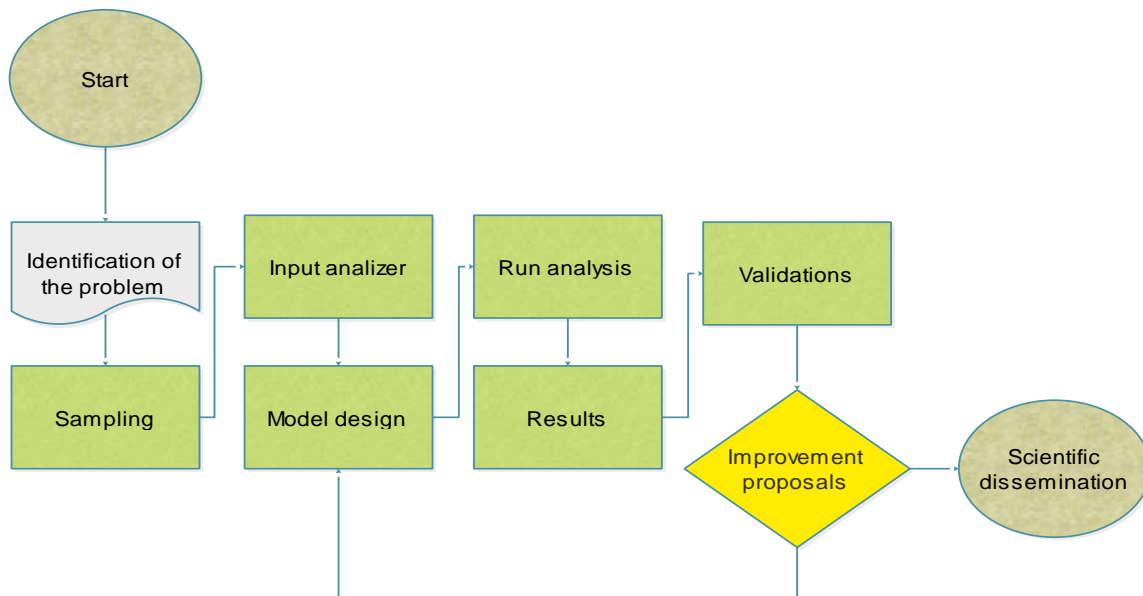 Start
Identification of
the problem
Input analizer
Run analysis
Validations
Sampling
Model design
Results
Improvement
proposals
Scientific
dissemination